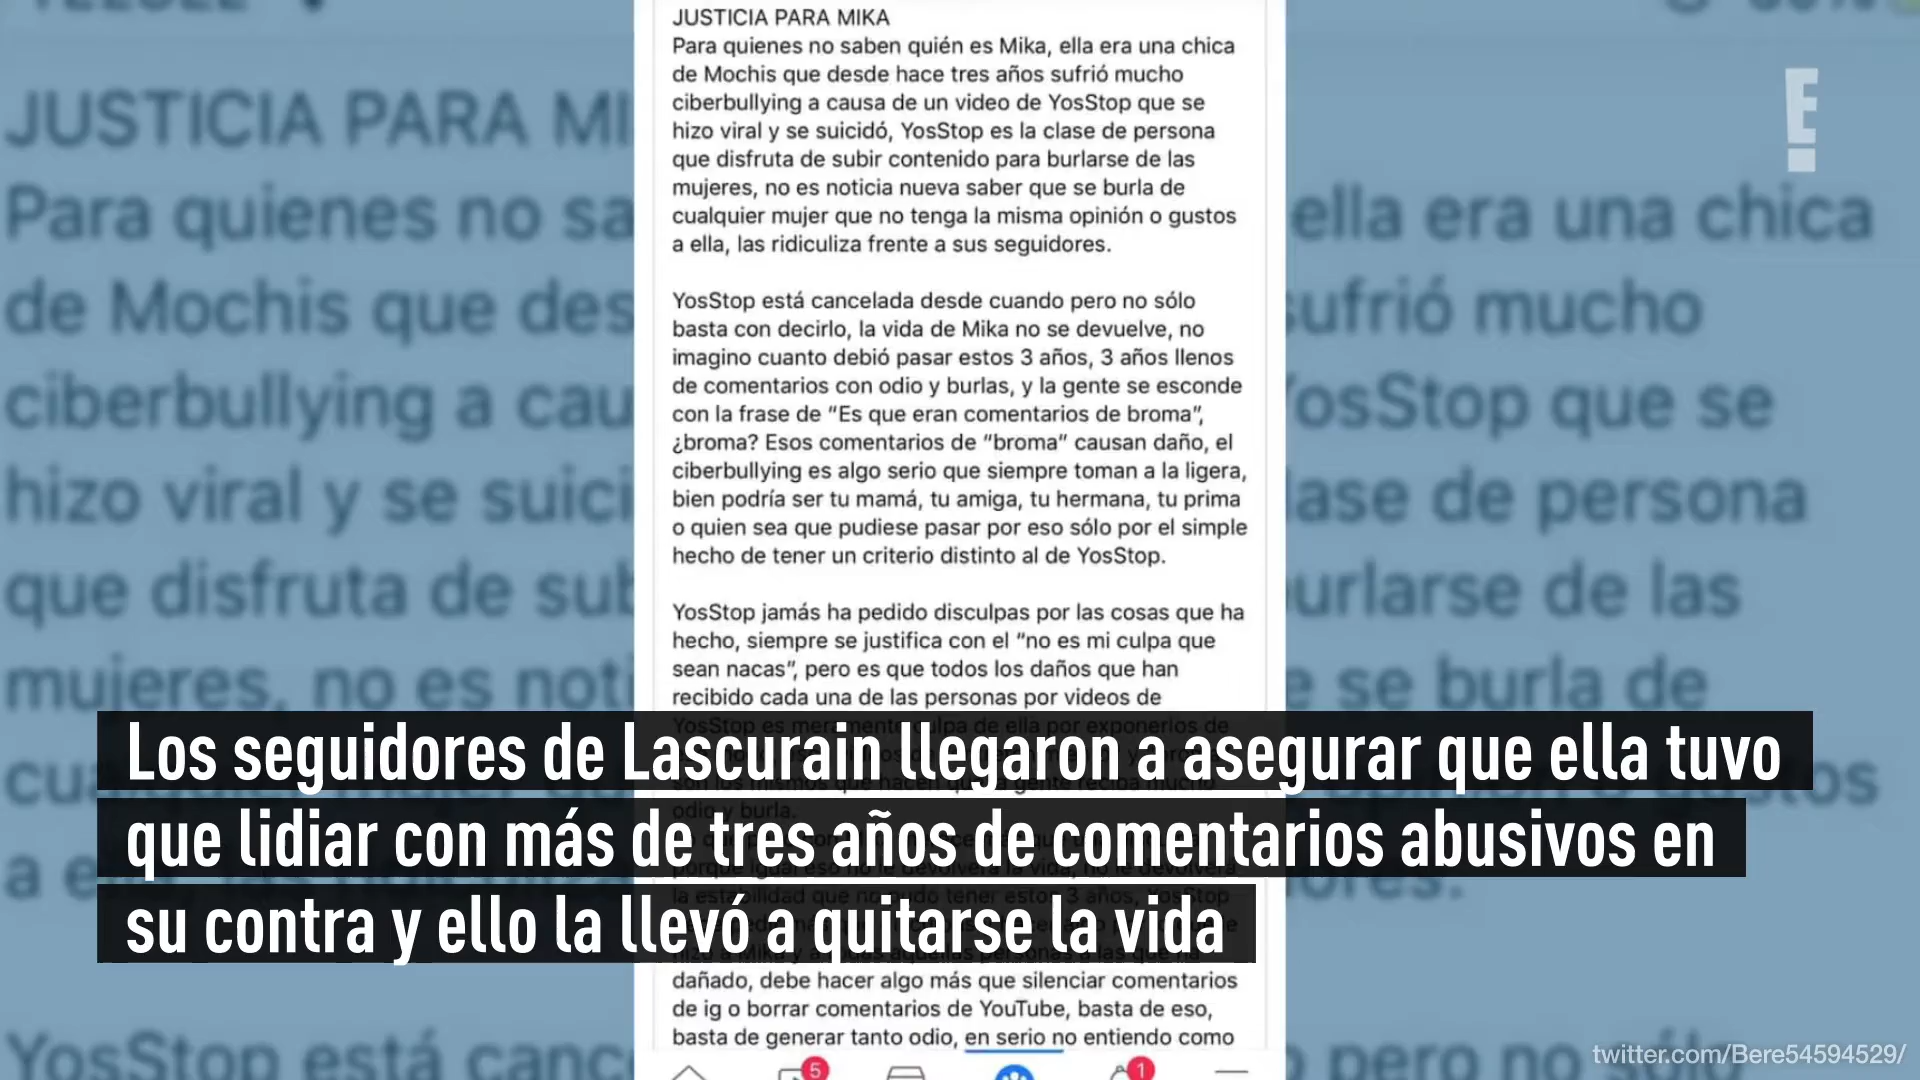 JUSTICIA PARA MIKA
Para quienes no saben quién es Mika, ella era una chica
de Mochis que desde hace tres años sufrió mucho
ciberbullying a causa de un video de YosStop que se
hizo viral y se suicidó, YosStop es la clase de persona
que disfruta de subir contenido para burlarse de las
mujeres, no es noticia nueva saber que se burla de
cualquier mujer que no tenga la misma opinión o gustos
a ella, las ridiculiza frente a sus seguidores.
YosStop está cancelada desde cuando pero no sólo
basta con decirlo, la vida de Mika no se devuelve, no
imagino cuanto debió pasar estos 3 años, 3 años llenos
de comentarios con odio y burlas, y la gente se esconde
con la frase de “Es que eran comentarios de broma”,
¿broma? Esos comentarios de “broma” causan daño, el
ciberbullying es algo serio que siempre toman a la ligera,
bien podría ser tu mamá, tu amiga, tu hermana, tu prima
o quien sea que pudiese pasar por eso sólo por el simple
hecho de tener un criterio distinto al de YosStop.
YosStop jamás ha pedido disculpas por las cosas que ha
hecho, siempre se justifica con el “no es mi culpa que
sean nacas”, pero es que todos los daños que han
recibido cada una de las personas por videos de
YosStop es meramente culpa de ella por exponerlos de
Los seguidores de Lascurain llegaron a asegurar que ella tuvo
que lidiar con más de tres años de comentarios abusivos en
su contra y ello la llevó a quitarse la vida
dañado, debe hacer algo más que silenciar comentarios
de ig o borrar comentarios de YouTube, basta de eso,
basta de generar tanto odio, en serio no entiendo como
5
1
E!
twitter.com/Bere54594529/